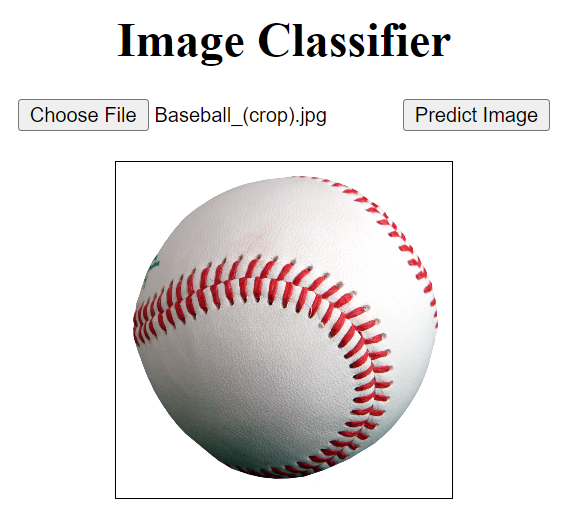 Image Classifier
Choose File Baseball_(crop).jpg Predict Image